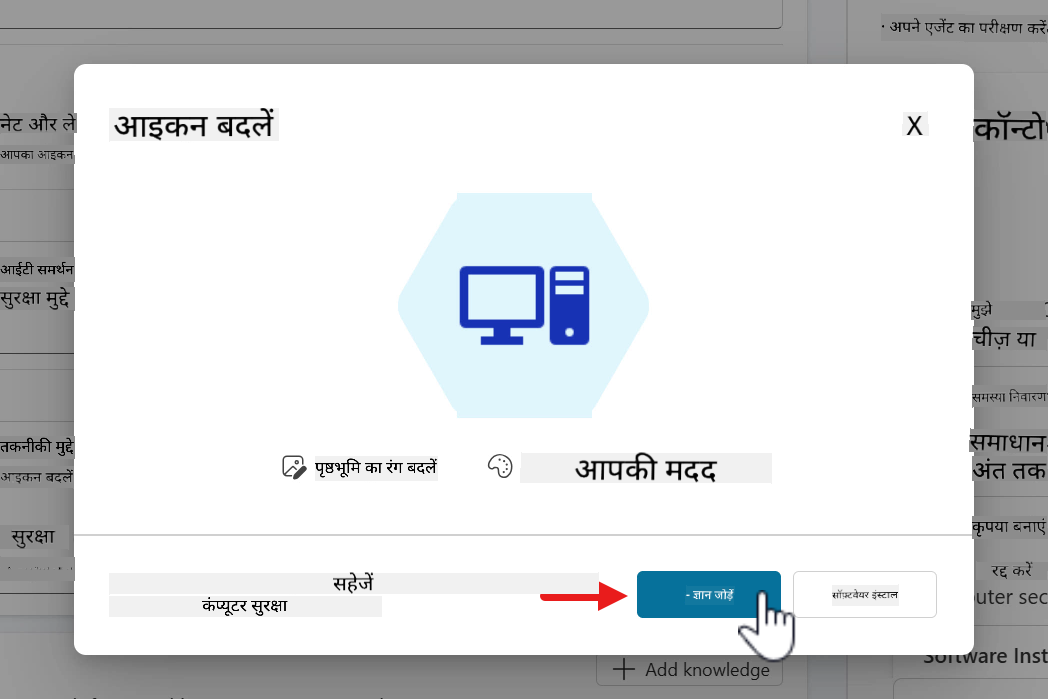 · अपने एजेंट का परीक्षण करें
नेट और ले
आपका आइकन
आइकन बदलें
X
कॉन्टो
आईटी समर्थन
सुरक्षा मुद्दे
मुझे
चीज़ या
समस्या निवारण
तकनीकी मुद्दे
आइकन बदलें
पृष्ठभूमि का रंग बदलें
आपकी मदद
समाधान
अंत तक
सुरक्षा
कृपया बनाएं
रद्द करें
सहेजें
कंप्यूटर सुरक्षा
- ज्ञान जोड़ें
सॉफ़्टवेयर इंस्टाल
outer sec
Software Inst
Add knowledge